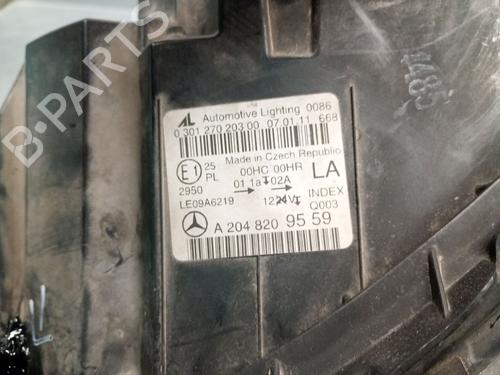 AL Automotive Lighting 0086
0 301 270 203 00 07.01.11 668
Made in Czech Republic
E1 25 00HC 00HR LA
PL 01 1a 02A
2950 INDEX
LE09A6219 Q003
A 204 820 95 59
B-PARTS